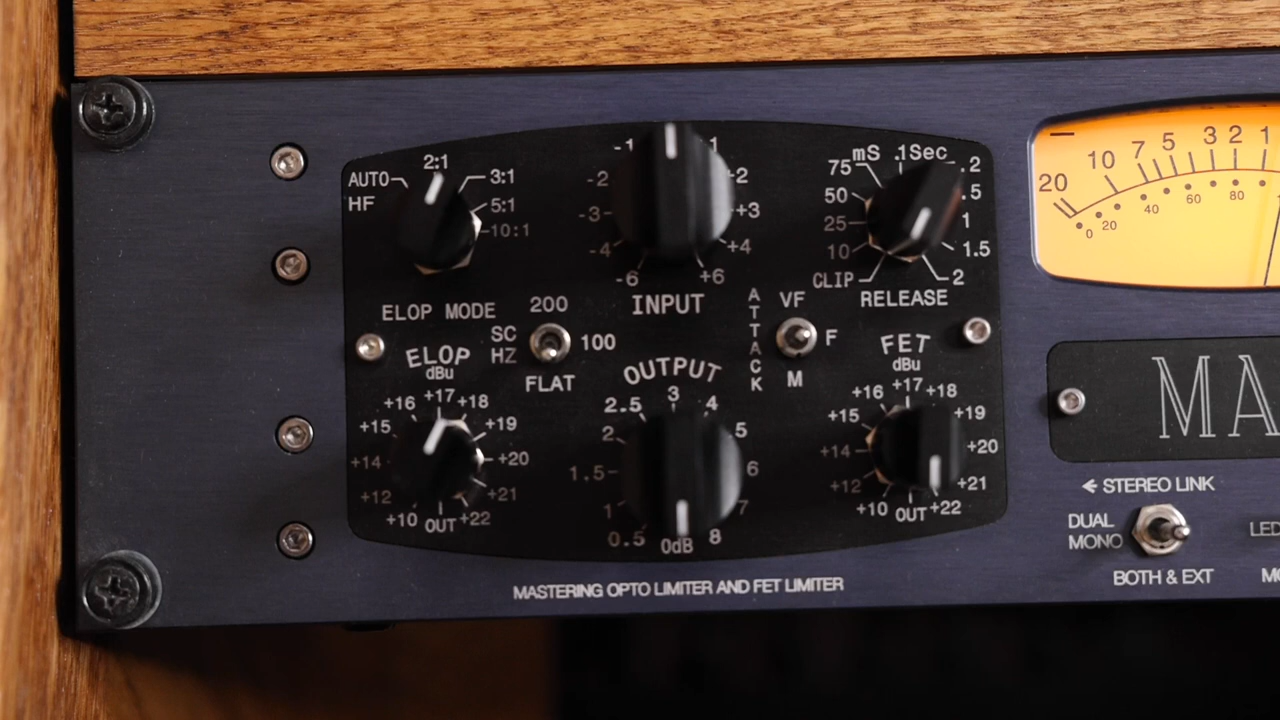 AUTO
HF
2:1
3:1
5:1
10:1
ELOP MODE
-1
1
-2
+2
-3
+3
-4
+4
-6
+6
INPUT
mS .1Sec
75
.2
50
.5
25
1
10
1.5
CLIP
2
RELEASE
20 10 7 5 3 2 1
0 20 40 60 80
200
SC
HZ
100
FLAT
ATTACK
VF
F
M
ELOP
dBu
+17
+16
+18
+15
+19
+14
+20
+12
+21
+10
OUT
+22
OUTPUT
3
2.5
4
2
5
1.5
6
1
7
0.5
0dB
8
FET
dBu
+17
+16
+18
+15
+19
+14
+20
+12
+21
+10
OUT
+22
MA
← STEREO LINK
DUAL
MONO
BOTH & EXT
LED
MASTERING OPTO LIMITER AND FET LIMITER